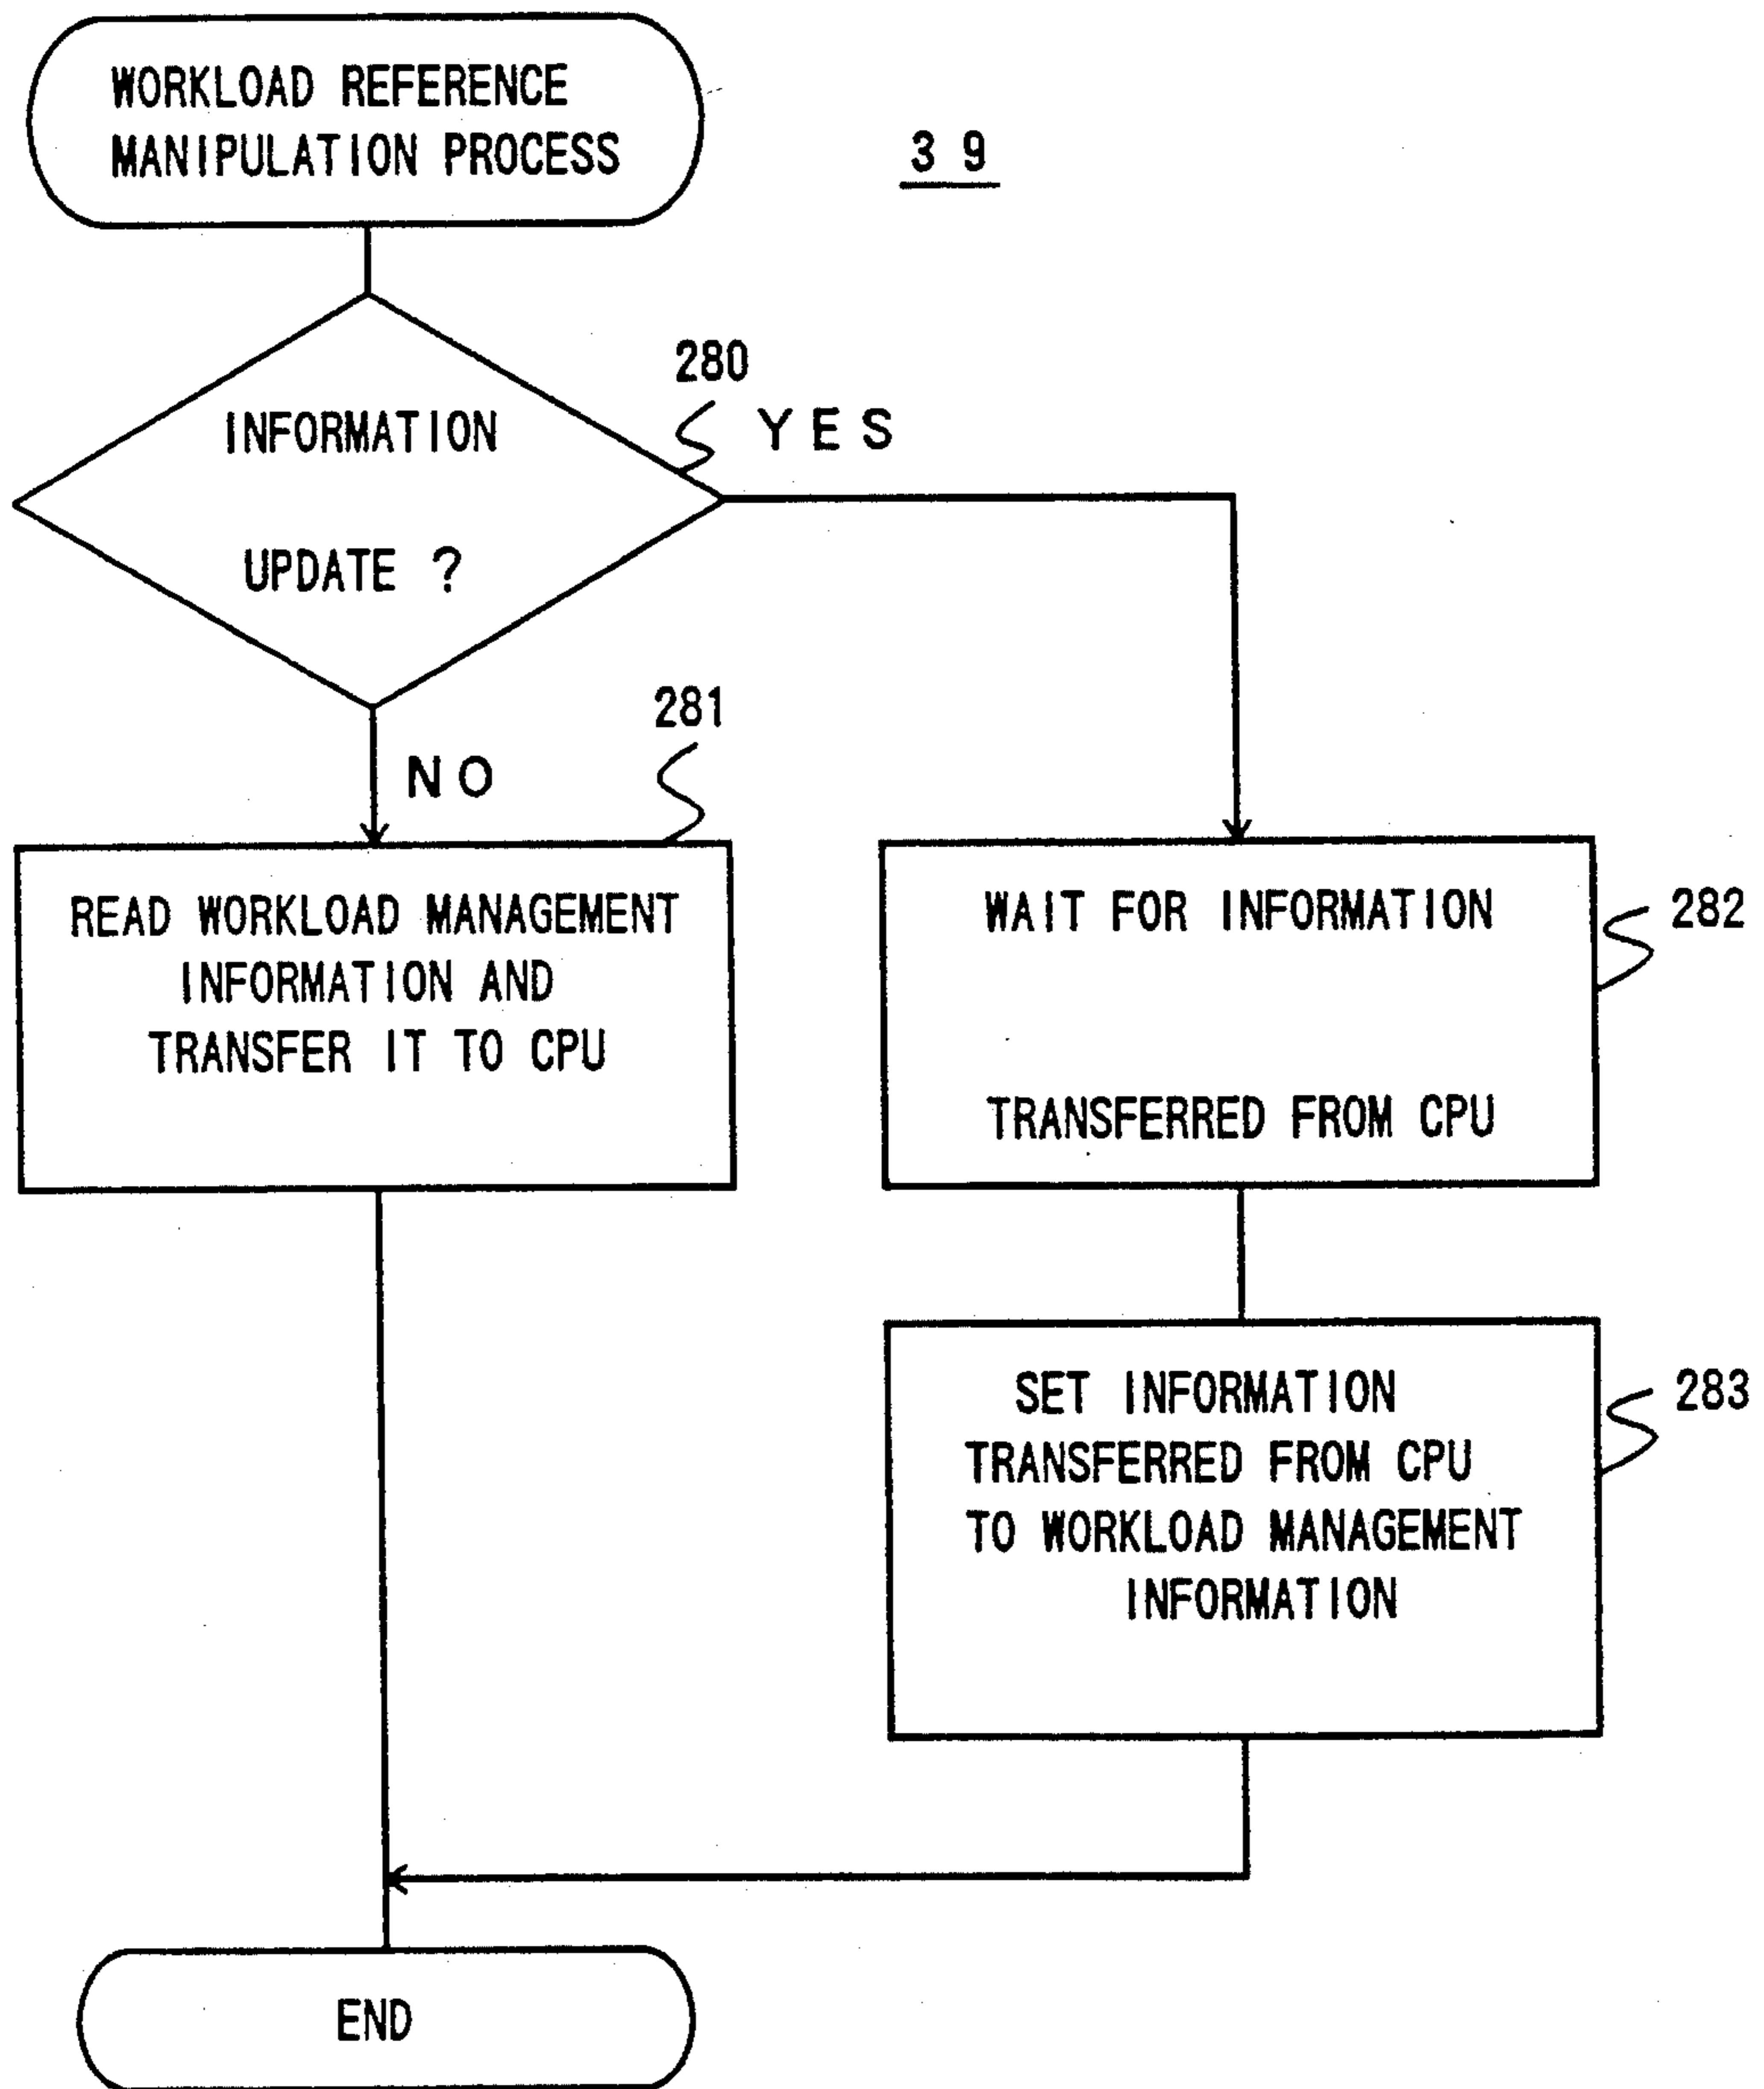 WORKLOAD REFERENCE
MANIPULATION PROCESS
3 9
280
INFORMATION
UPDATE ?
YES
281
NO
READ WORKLOAD MANAGEMENT
INFORMATION AND
TRANSFER IT TO CPU
WAIT FOR INFORMATION
TRANSFERRED FROM CPU
282
SET INFORMATION
TRANSFERRED FROM CPU
TO WORKLOAD MANAGEMENT
INFORMATION
283
END